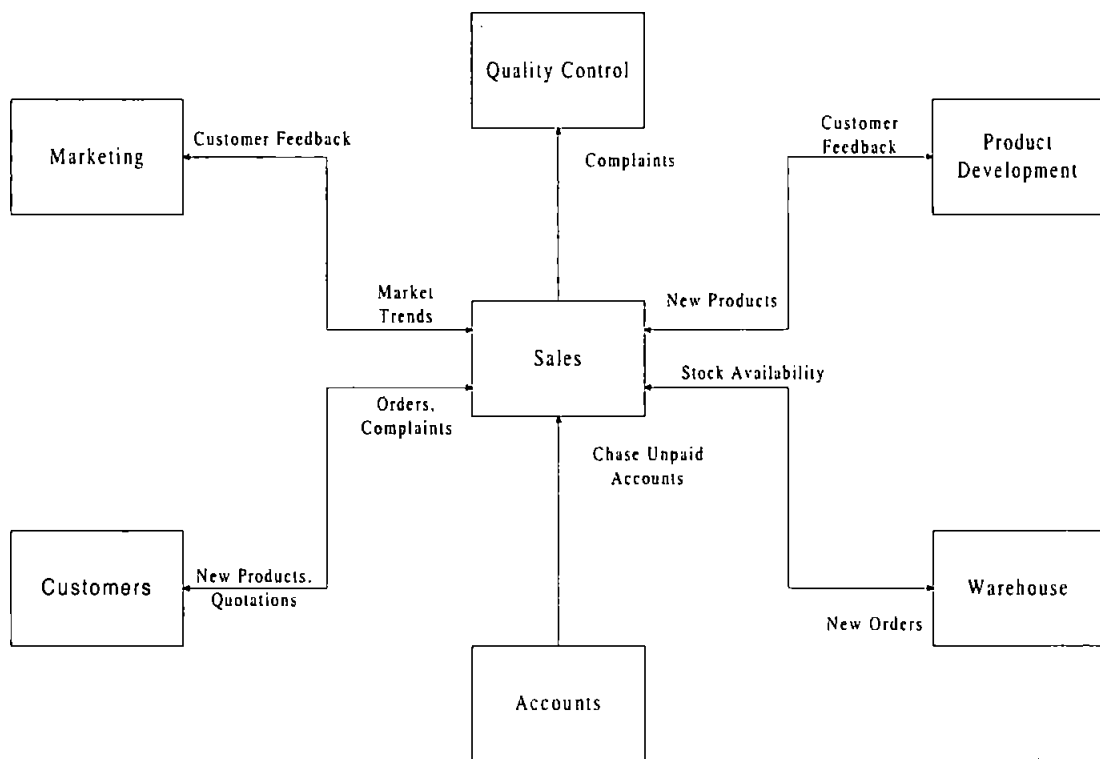 Quality Control
Marketing
Customer Feedback
Complaints
Customer
Feedback
Product
Development
Market
Trends
New Products
Sales
Stock Availability
Orders,
Complaints
Chase Unpaid
Accounts
Customers
New Products,
Quotations
Warehouse
New Orders
Accounts